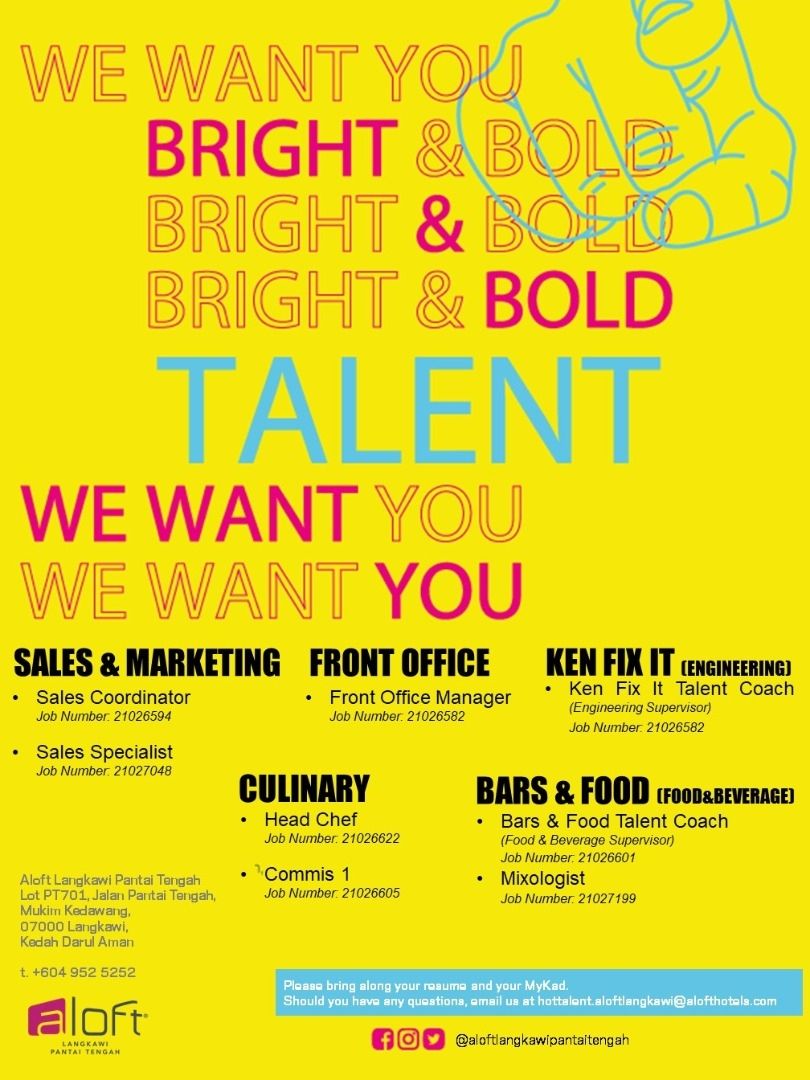 WE WANT YOU
BRIGHT & BOLD
BRIGHT & BOLD
BRIGHT & BOLD
TALENT
WE WANT YOU
WE WANT YOU
SALES & MARKETING
• Sales Coordinator
Job Number: 21026594
• Sales Specialist
Job Number: 21027048
FRONT OFFICE
• Front Office Manager
Job Number: 21026582
KEN FIX IT (ENGINEERING)
• Ken Fix It Talent Coach
(Engineering Supervisor)
Job Number: 21026582
CULINARY
• Head Chef
Job Number: 21026622
• Commis 1
Job Number: 21026605
BARS & FOOD (FOOD&BEVERAGE)
• Bars & Food Talent Coach
(Food & Beverage Supervisor)
Job Number: 21026601
• Mixologist
Job Number: 21027199
Aloft Langkawi Pantai Tengah
Lot PT701, Jalan Pantai Tengah,
Mukim Kedawang,
07000 Langkawi,
Kedah Darul Aman
t. +604 952 5252
Please bring along your resume and your MyKad.
Should you have any questions, email us at hottalent.aloftlangkawi@alofthotels.com
aloft®
LANGKAWI
PANTAI TENGAH
@aloftlangkawipantaitengah